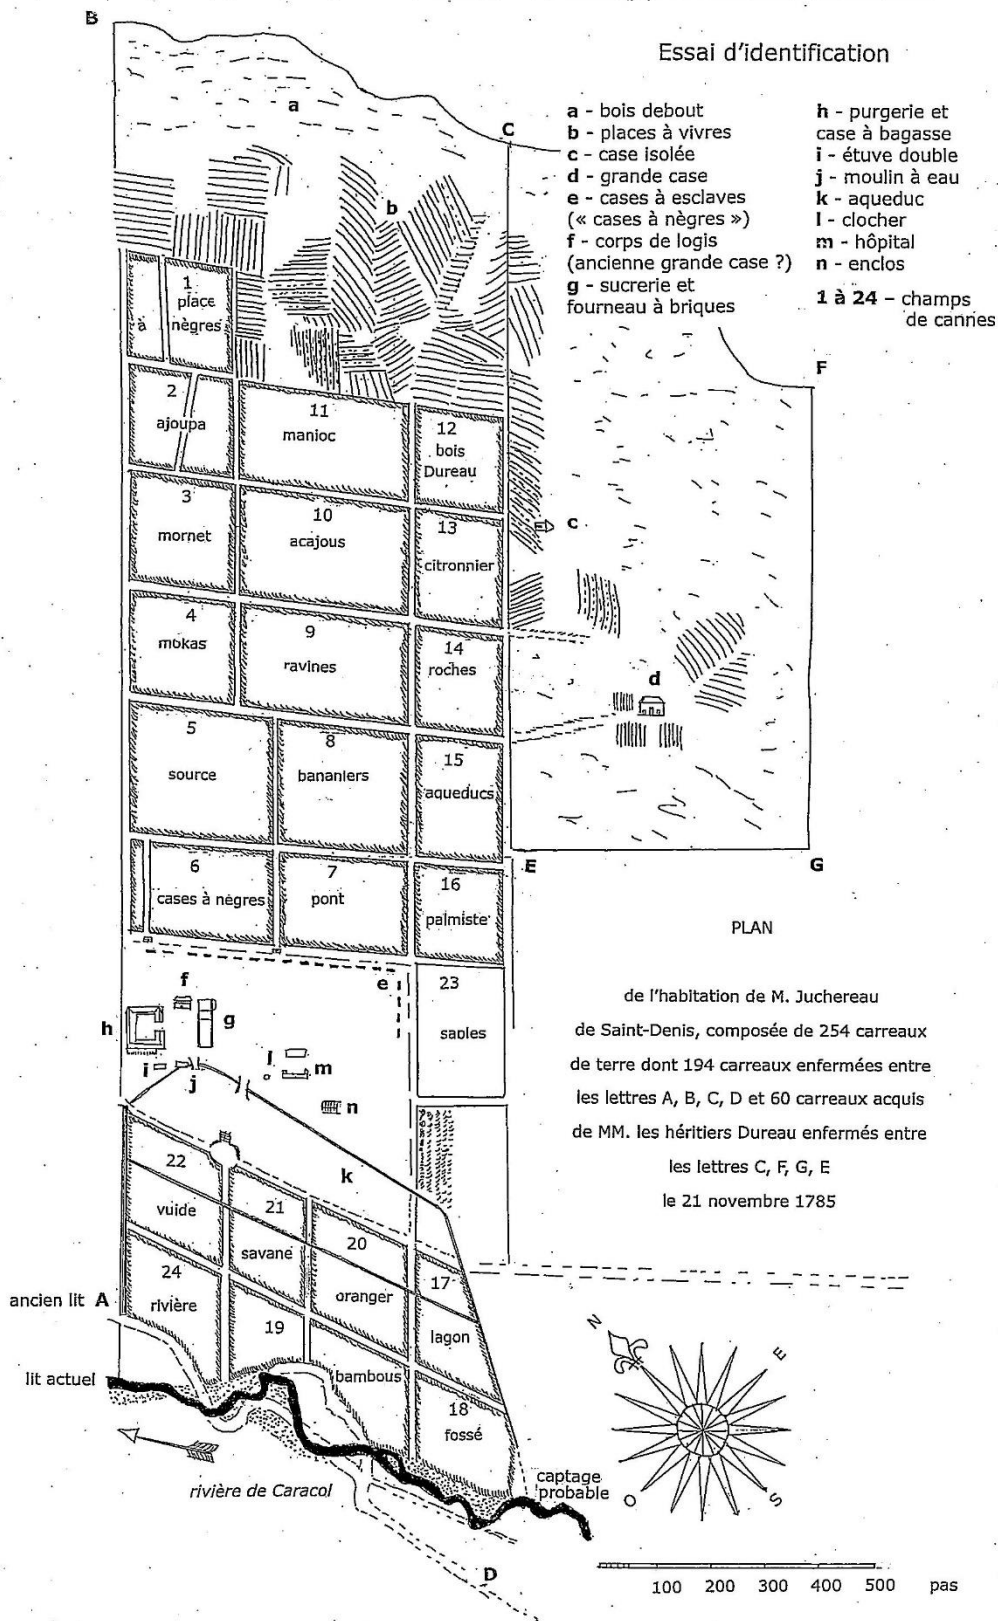 B
Essai d'identification
a
C
a - bois debout
b - places à vivres
c - case isolée
d - grande case
e - cases à esclaves
(« cases à nègres »)
f - corps de logis
(ancienne grande case ?)
g - sucrerie et
fourneau à briques
h - purgerie et
case à bagasse
i - étuve double
j - moulin à eau
k - aqueduc
l - clocher
m - hôpital
n - enclos
1 à 24 – champs
de cannes
b
F
1
place
à nègres
2
ajoupa
11
manioc
12
bois
Dureau
3
mornet
10
acajous
13
citronnier
c
4
mokas
9
ravines
14
roches
d
5
source
8
bananiers
15
aqueducs
E
G
6
cases à nègres
7
pont
16
palmiste
PLAN
de l'habitation de M. Juchereau
de Saint-Denis, composée de 254 carreaux
de terre dont 194 carreaux enfermées entre
les lettres A, B, C, D et 60 carreaux acquis
de MM. les héritiers Dureau enfermés entre
les lettres C, F, G, E
le 21 novembre 1785
f
e
23
sables
h
g
i
j
l
m
n
k
22
vuide
21
savane
20
oranger
17
lagon
ancien lit A
24
rivière
19
bambous
lit actuel
18
fossé
rivière de Caracol
captage
probable
D
N
E
O
S
100 200 300 400 500 pas